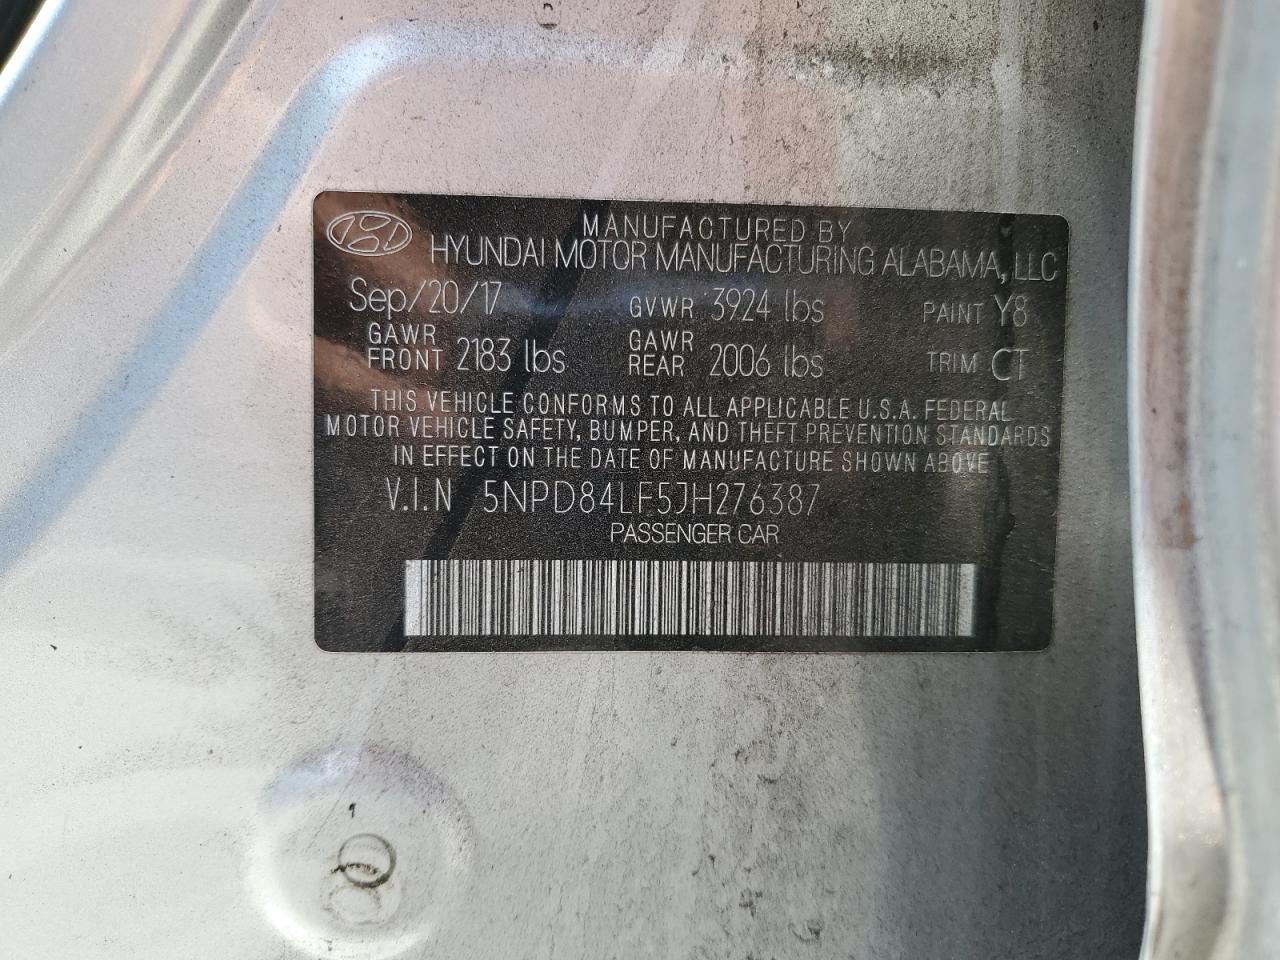 MANUFACTURED BY
HYUNDAI MOTOR MANUFACTURING ALABAMA, LLC
Sep/20/17 GVWR 3924 lbs PAINT Y8
GAWR FRONT 2183 lbs GAWR REAR 2006 lbs TRIM CT
THIS VEHICLE CONFORMS TO ALL APPLICABLE U.S.A. FEDERAL
MOTOR VEHICLE SAFETY, BUMPER, AND THEFT PREVENTION STANDARDS
IN EFFECT ON THE DATE OF MANUFACTURE SHOWN ABOVE
V.I.N 5NPD84LF5JH276387
PASSENGER CAR